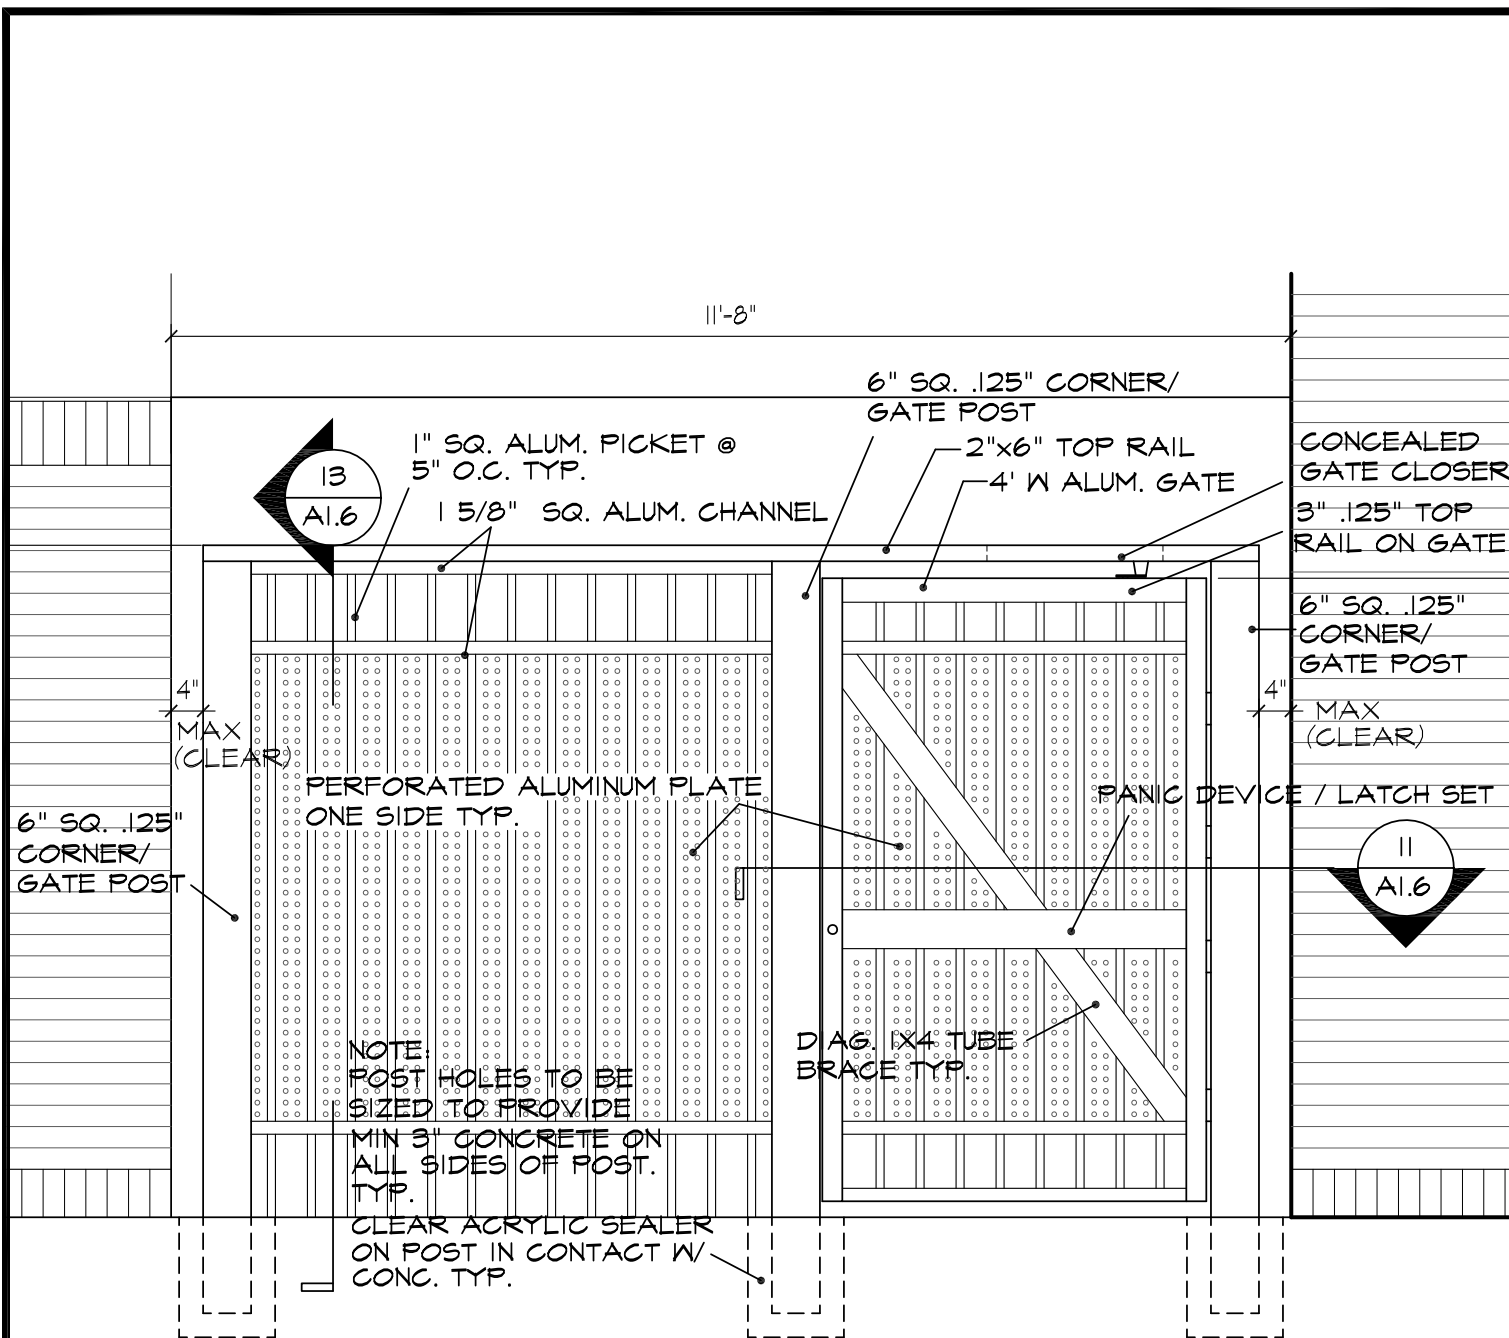 11'-8"
6" SQ. .125" CORNER/
GATE POST
1" SQ. ALUM. PICKET @
5" O.C. TYP.
2"x6" TOP RAIL
4' W ALUM. GATE
CONCEALED
GATE CLOSER
13
A1.6
1 5/8" SQ. ALUM. CHANNEL
3" .125" TOP
RAIL ON GATE
6" SQ. .125"
CORNER/
GATE POST
4"
MAX
(CLEAR)
4"
MAX
(CLEAR)
PERFORATED ALUMINUM PLATE
ONE SIDE TYP.
PANIC DEVICE / LATCH SET
6" SQ. .125"
CORNER/
GATE POST
11
A1.6
DIAG. 1X4 TUBE
BRACE TYP.
NOTE:
POST HOLES TO BE
SIZED TO PROVIDE
MIN 3" CONCRETE ON
ALL SIDES OF POST.
TYP.
CLEAR ACRYLIC SEALER
ON POST IN CONTACT W/
CONC. TYP.